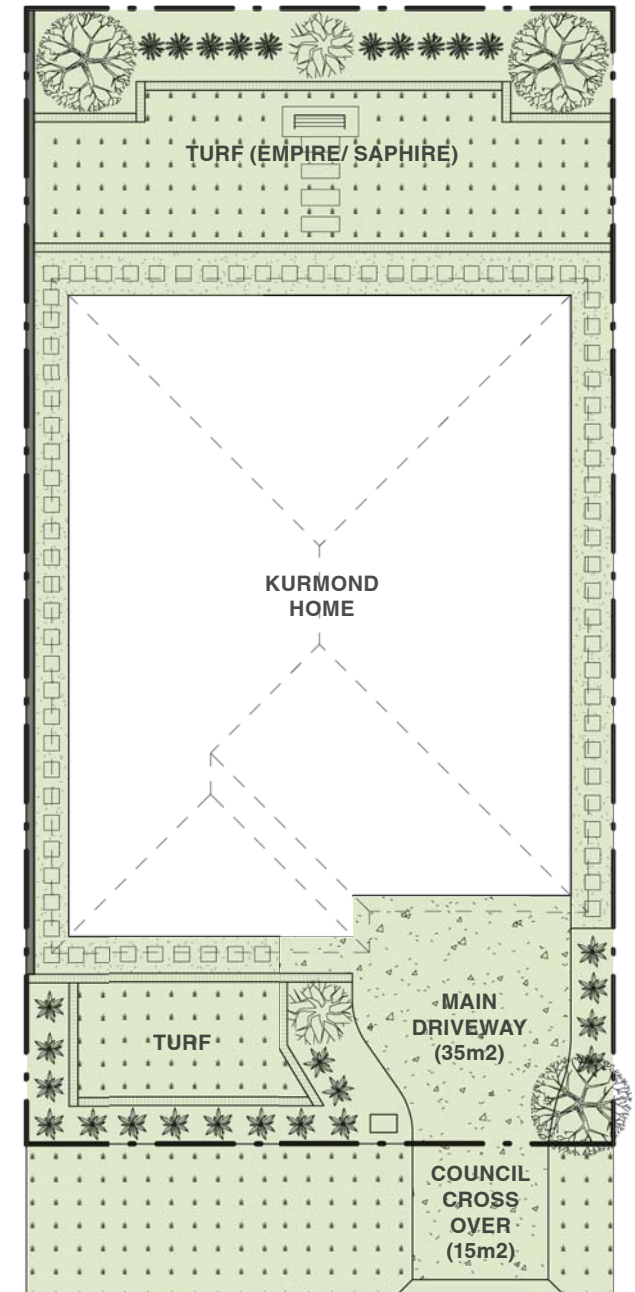 TURF (EMPIRE/ SAPHIRE)
KURMOND
HOME
MAIN
DRIVEWAY
(35m2)
TURF
COUNCIL
CROSS
OVER
(15m2)